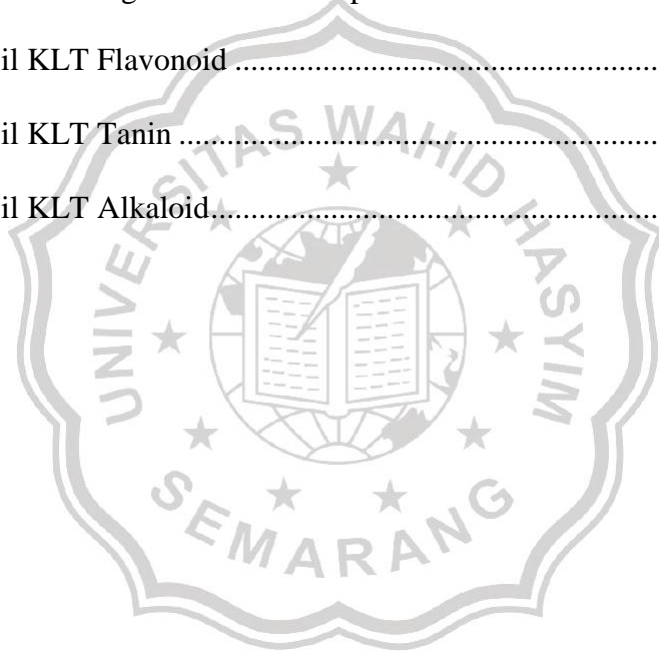 il KLT Flavonoid ............................................
il KLT Tanin ..................................................
il KLT Alkaloid...............................................
UNIVERSITAS WAHID HASYIM
SEMARANG